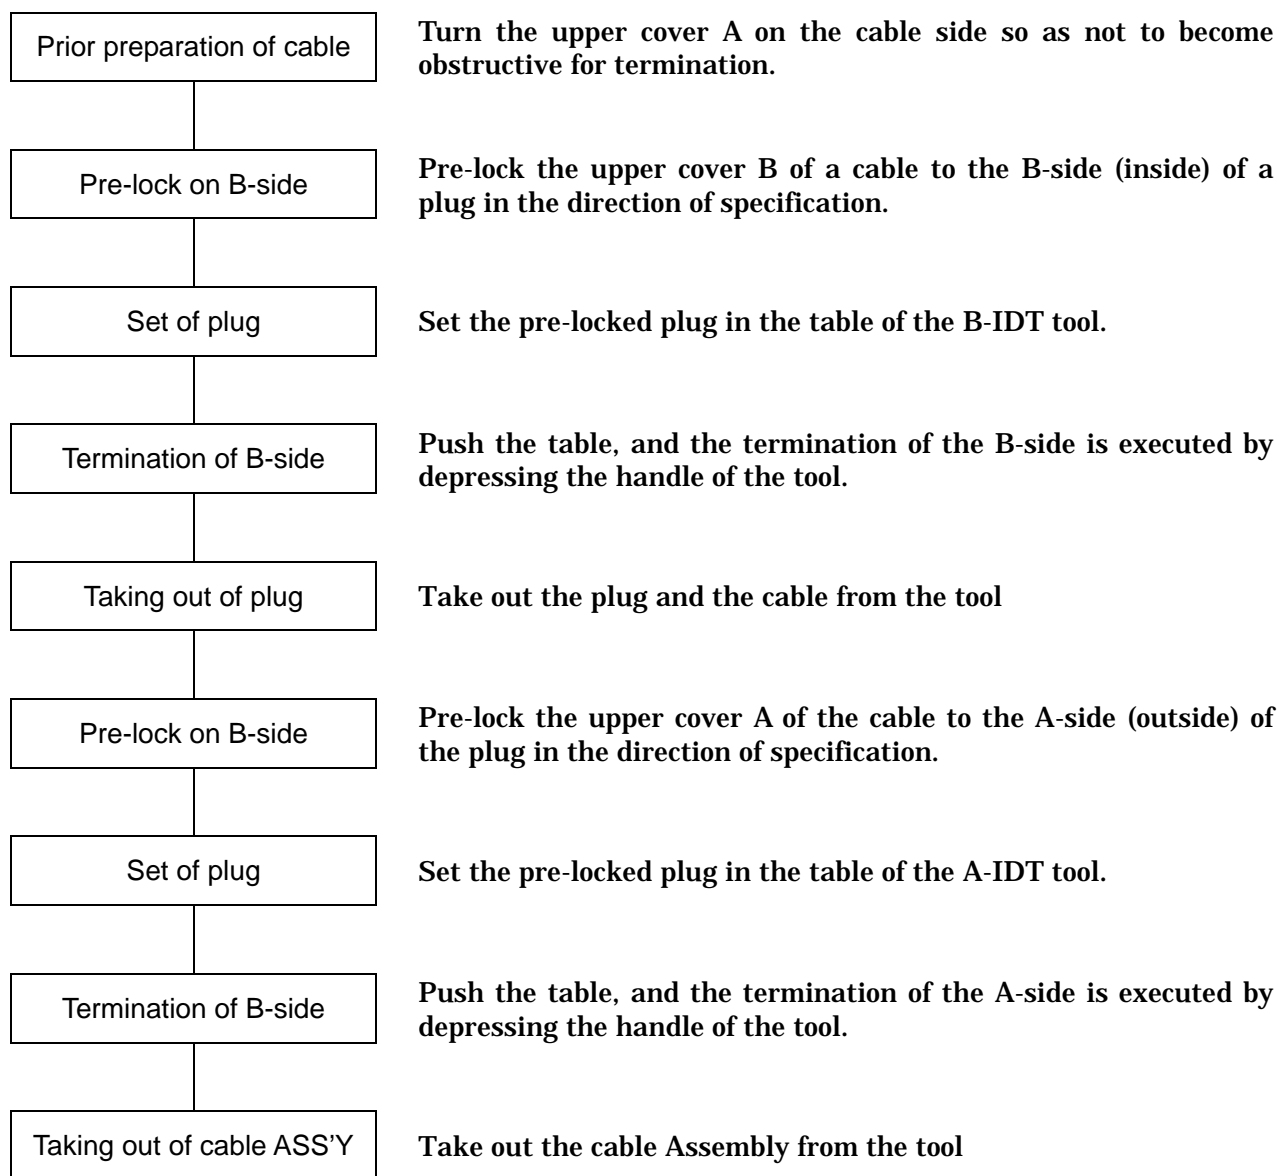 Prior preparation of cable
Turn the upper cover A on the cable side so as not to become
obstructive for termination.
Pre-lock on B-side
Pre-lock the upper cover B of a cable to the B-side (inside) of a
plug in the direction of specification.
Set of plug
Set the pre-locked plug in the table of the B-IDT tool.
Termination of B-side
Push the table, and the termination of the B-side is executed by
depressing the handle of the tool.
Taking out of plug
Take out the plug and the cable from the tool
Pre-lock on B-side
Pre-lock the upper cover A of the cable to the A-side (outside) of
the plug in the direction of specification.
Set of plug
Set the pre-locked plug in the table of the A-IDT tool.
Termination of B-side
Push the table, and the termination of the A-side is executed by
depressing the handle of the tool.
Taking out of cable ASS’Y
Take out the cable Assembly from the tool